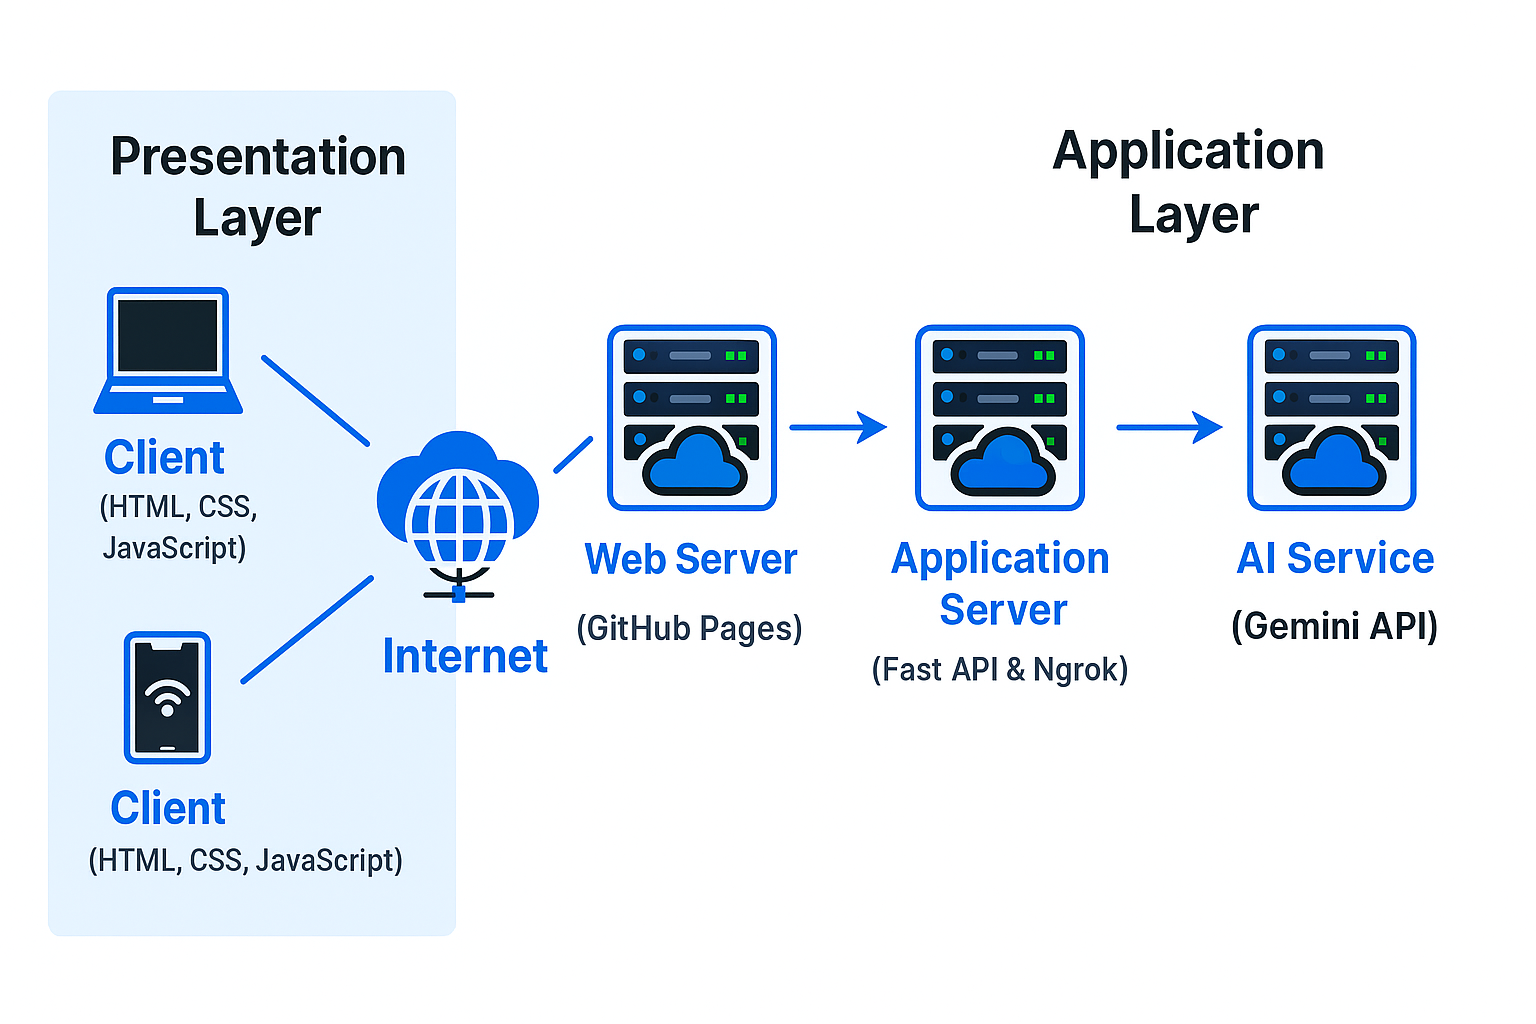 Presentation
Layer
Client
(HTML, CSS,
JavaScript)
Client
(HTML, CSS, JavaScript)
Internet
Web Server
(GitHub Pages)
Application
Layer
Application
Server
(Fast API & Ngrok)
AI Service
(Gemini API)